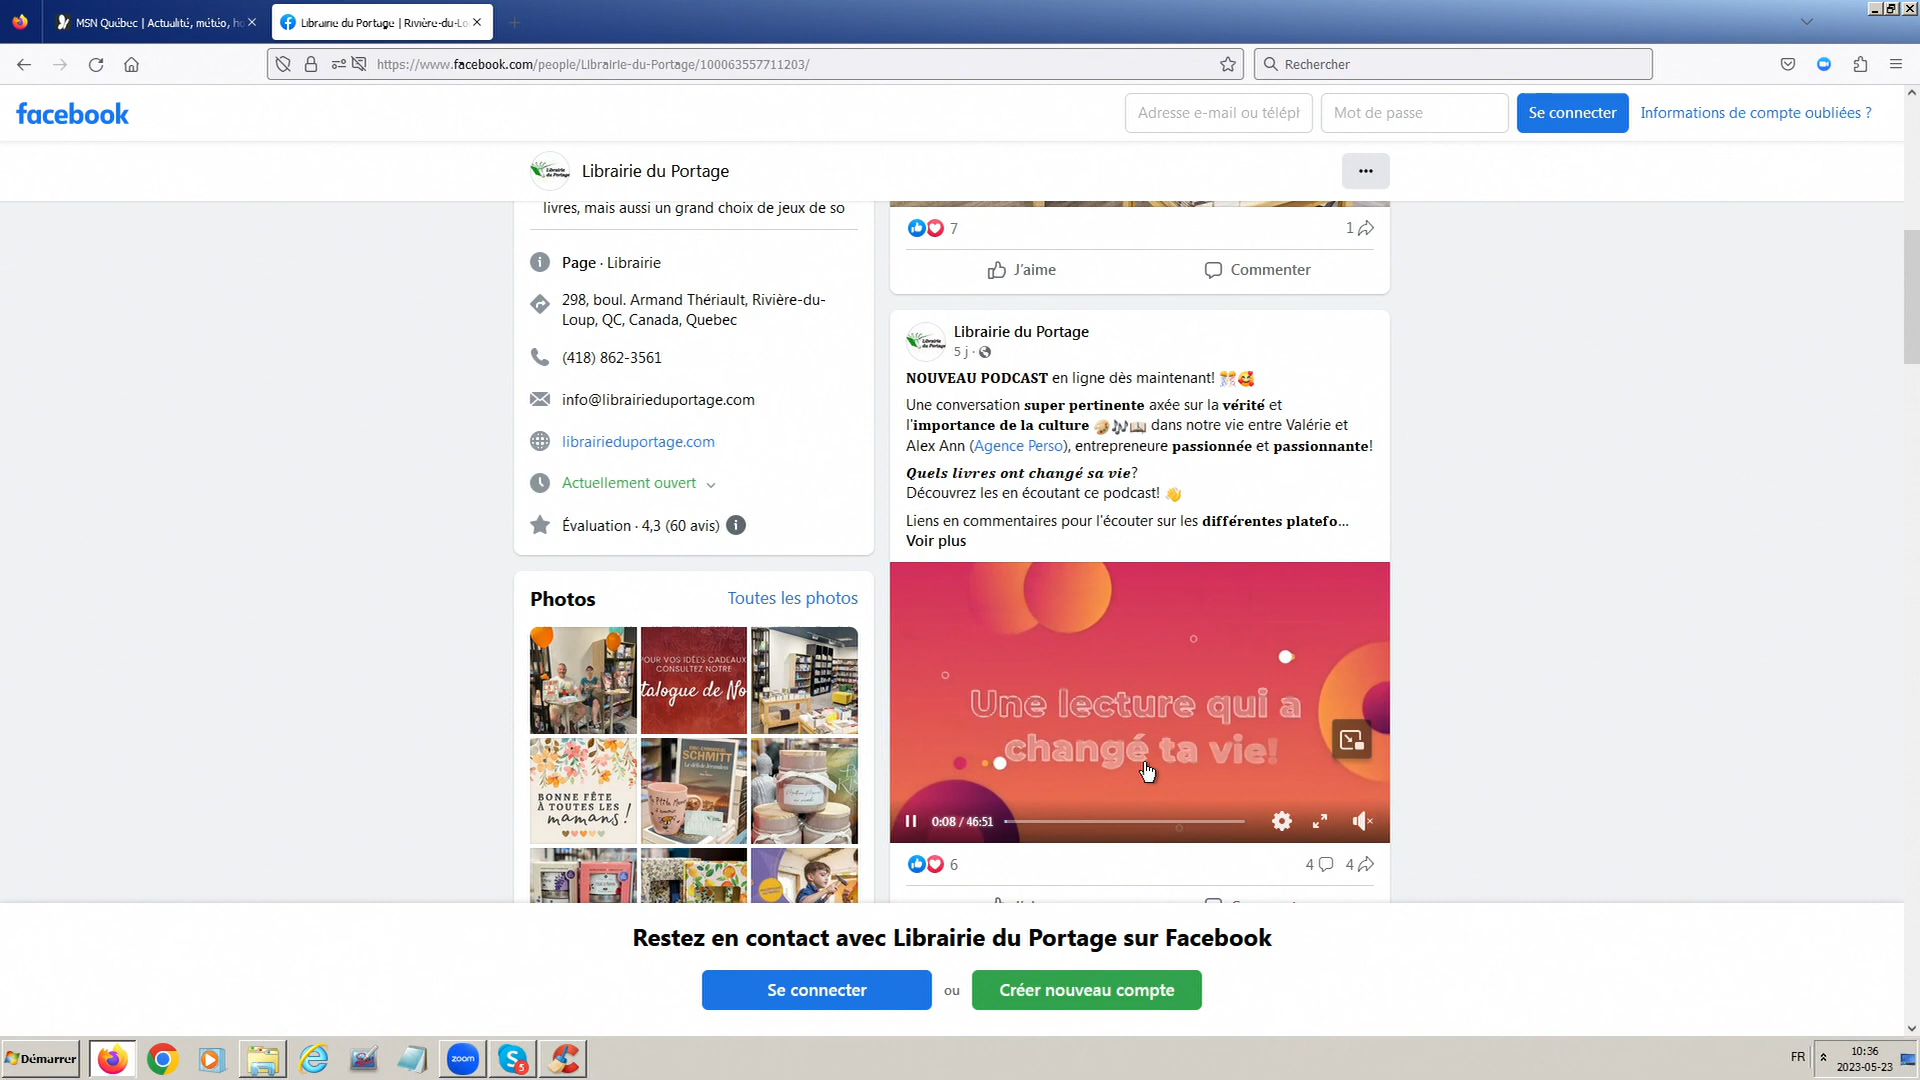 MSN Québec | Actualité, météo, ho
Librairie du Portage | Rivière-du-Lo
https://www.facebook.com/people/Librairie-du-Portage/100063557711203/
Rechercher
facebook
Adresse e-mail ou téléph
Mot de passe
Se connecter
Informations de compte oubliées ?
Librairie du Portage
livres, mais aussi un grand choix de jeux de so
Page · Librairie
298, boul. Armand Thériault, Rivière-du-
Loup, QC, Canada, Quebec
(418) 862-3561
info@librairieduportage.com
librairieduportage.com
Actuellement ouvert
Évaluation · 4,3 (60 avis)
Photos
Toutes les photos
POUR VOS IDÉES CADEAUX
CONSULTEZ NOTRE
talogue de No
BONNE FÊTE
À TOUTES LES
mamans!
SCHMITT
7
1
J'aime
Commenter
Librairie du Portage
5 j ·
NOUVEAU PODCAST en ligne dès maintenant! 🎊🥰
Une conversation super pertinente axée sur la vérité et
l'importance de la culture 🎨🎶📖 dans notre vie entre Valérie et
Alex Ann (Agence Perso), entrepreneure passionnée et passionnante!
Quels livres ont changé sa vie?
Découvrez les en écoutant ce podcast! 👋
Liens en commentaires pour l'écouter sur les différentes platefo...
Voir plus
Une lecture qui a
changé ta vie!
0:08 / 46:51
6
4
4
Restez en contact avec Librairie du Portage sur Facebook
Se connecter
ou
Créer nouveau compte
Démarrer
zoom
5
FR
10:36
2023-05-23